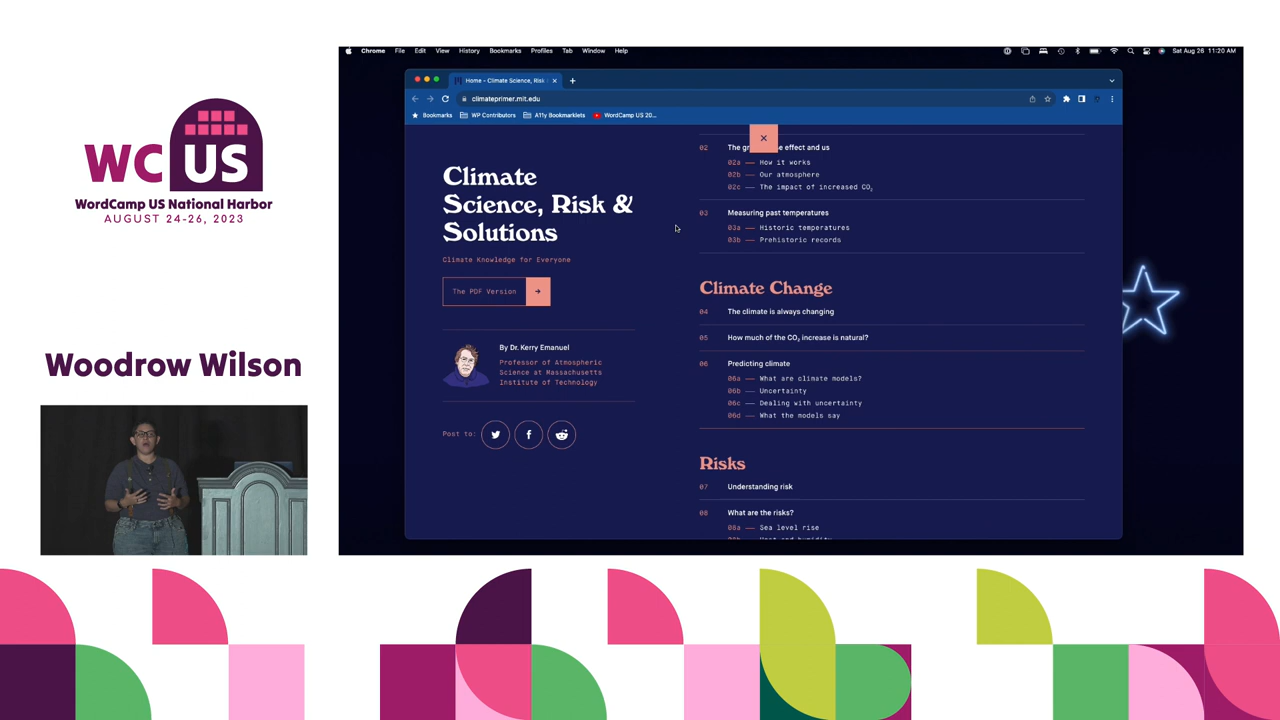 WC US
WordCamp US National Harbor
AUGUST 24-26, 2023
Woodrow Wilson
Chrome File Edit View History Bookmarks Profiles Tab Window Help
Sat Aug 26 11:20 AM
Home - Climate Science, Risk
climateprimer.mit.edu
Bookmarks WP Contributors A11y Bookmarklets WordCamp US 20...
Climate
Science, Risk &
Solutions
Climate Knowledge for Everyone
The PDF Version
By Dr. Kerry Emanuel
Professor of Atmospheric
Science at Massachusetts
Institute of Technology
Post to:
02 The gr e effect and us
02a — How it works
02b — Our atmosphere
02c — The impact of increased CO₂
03 Measuring past temperatures
03a — Historic temperatures
03b — Prehistoric records
Climate Change
04 The climate is always changing
05 How much of the CO₂ increase is natural?
06 Predicting climate
06a — What are climate models?
06b — Uncertainty
06c — Dealing with uncertainty
06d — What the models say
Risks
07 Understanding risk
08 What are the risks?
08a — Sea level rise